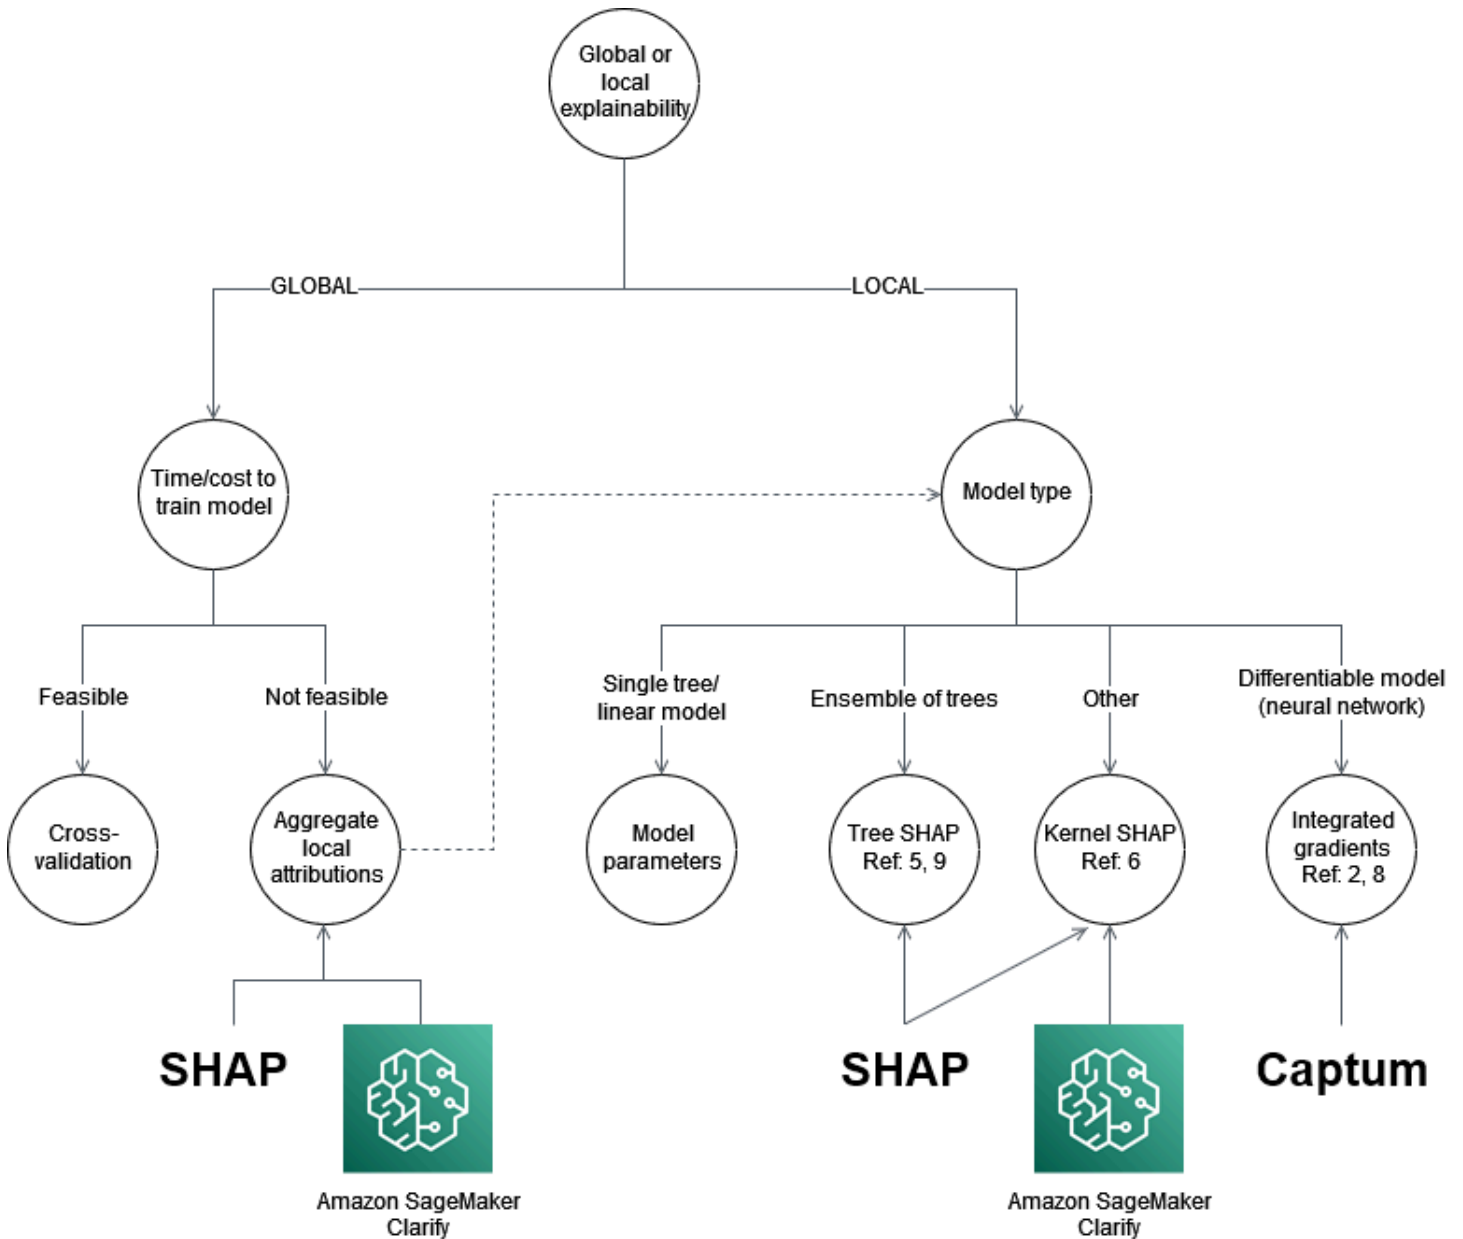 Global or
local
explainability
GLOBAL
LOCAL
Time/cost to
train model
Model type
Feasible
Not feasible
Single tree/
linear model
Ensemble of trees
Other
Differentiable model
(neural network)
Cross-
validation
Aggregate
local
attributions
Model
parameters
Tree SHAP
Ref: 5, 9
Kernel SHAP
Ref: 6
Integrated
gradients
Ref: 2, 8
SHAP
Amazon SageMaker
Clarify
SHAP
Amazon SageMaker
Clarify
Captum